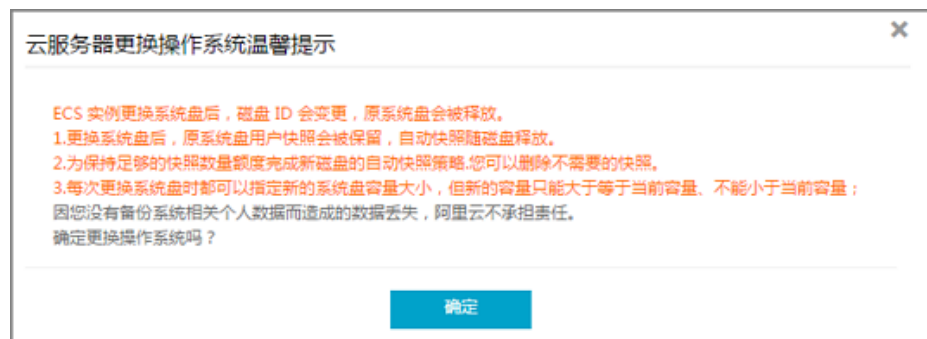 云服务器更换操作系统温馨提示
ECS 实例更换系统盘后，磁盘 ID 会变更，原系统盘会被释放。
1.更换系统盘后，原系统盘用户快照会被保留，自动快照随磁盘释放。
2.为保持足够的快照数量额度完成新磁盘的自动快照策略.您可以删除不需要的快照。
3.每次更换系统盘时都可以指定新的系统盘容量大小，但新的容量只能大于等于当前容量、不能小于当前容量；
因您没有备份系统相关个人数据而造成的数据丢失，阿里云不承担责任。
确定更换操作系统吗？
确定